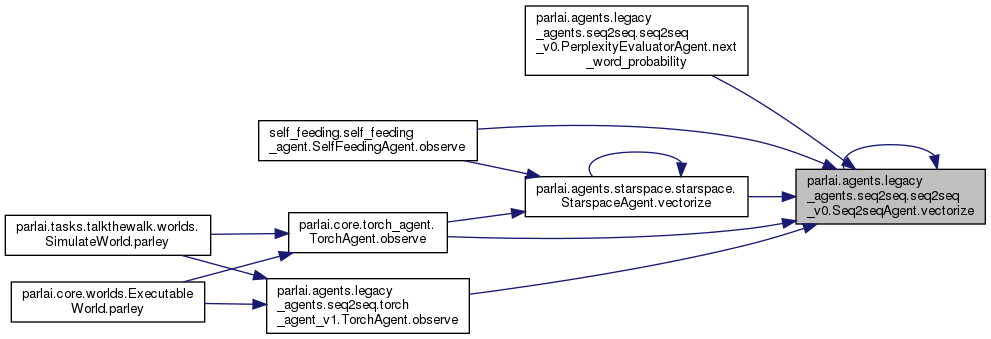 parlai.agents.legacy
_agents.seq2seq.seq2seq
_v0.PerplexityEvaluatorAgent.next
_word_probability
self_feeding.self_feeding
_agent.SelfFeedingAgent.observe
parlai.agents.starspace.starspace.
StarspaceAgent.vectorize
parlai.agents.legacy
_agents.seq2seq.seq2seq
_v0.Seq2seqAgent.vectorize
parlai.tasks.talkthewalk.worlds.
SimulateWorld.parley
parlai.core.torch_agent.
TorchAgent.observe
parlai.core.worlds.Executable
World.parley
parlai.agents.legacy
_agents.seq2seq.torch
_agent_v1.TorchAgent.observe